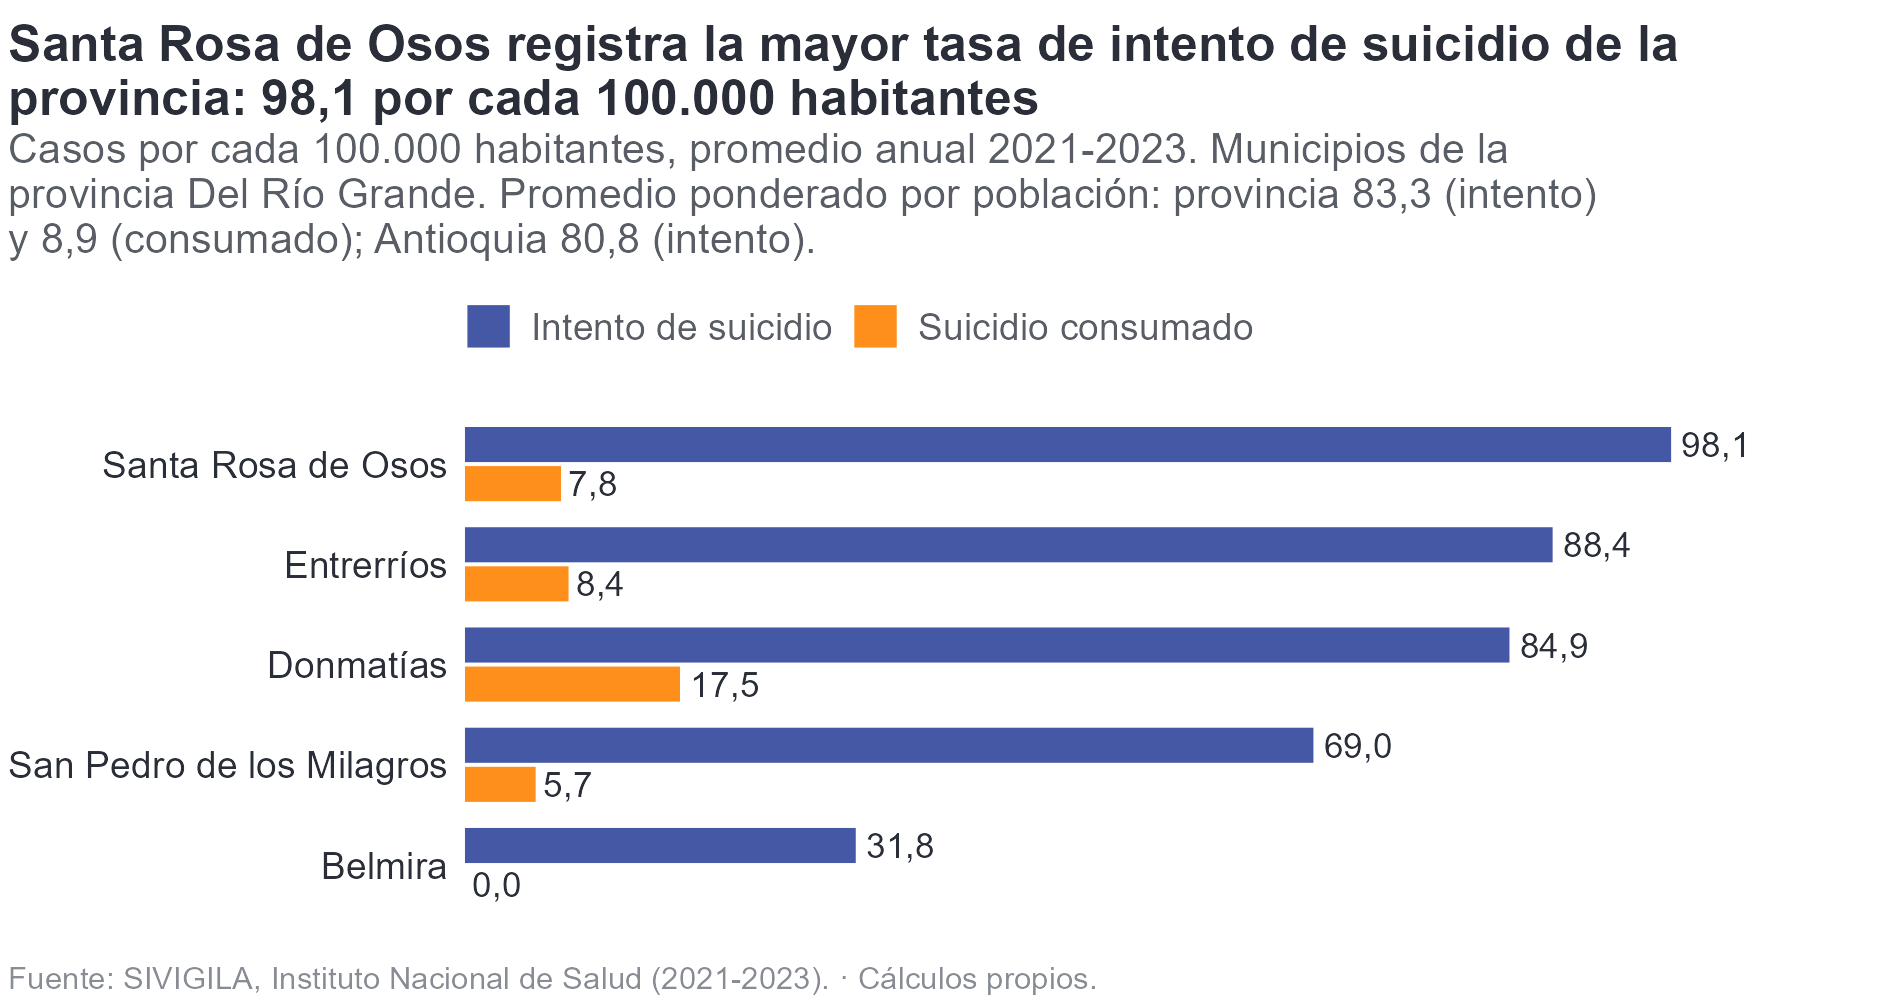 Santa Rosa de Osos registra la mayor tasa de intento de suicidio de la
provincia: 98,1 por cada 100.000 habitantes
Casos por cada 100.000 habitantes, promedio anual 2021-2023. Municipios de la
provincia Del Río Grande. Promedio ponderado por población: provincia 83,3 (intento)
y 8,9 (consumado); Antioquia 80,8 (intento).
Intento de suicidio Suicidio consumado
Santa Rosa de Osos 98,1
7,8
Entrerríos 88,4
8,4
Donmatías 84,9
17,5
San Pedro de los Milagros 69,0
5,7
Belmira 31,8
0,0
Fuente: SIVIGILA, Instituto Nacional de Salud (2021-2023). · Cálculos propios.